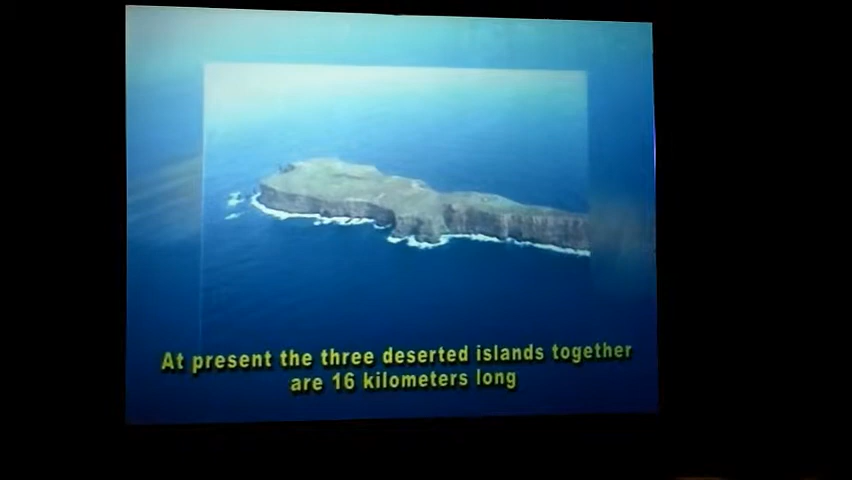 At present the three deserted islands together
are 16 kilometers long